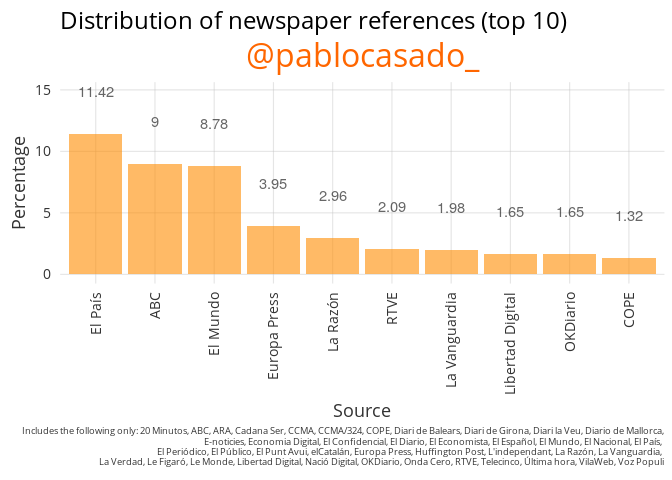 Distribution of newspaper references (top 10)
@pablocasado_
Percentage
15
10
5
0
11.42
9
8.78
3.95
2.96
2.09
1.98
1.65
1.65
1.32
El País
ABC
El Mundo
Europa Press
La Razón
RTVE
La Vanguardia
Libertad Digital
OKDiario
COPE
Source
Includes the following only: 20 Minutos, ABC, ARA, Cadana Ser, CCMA, CCMA/324, COPE, Diari de Balears, Diari de Girona, Diari la Veu, Diario de Mallorca,
E-noticies, Economia Digital, El Confidencial, El Diario, El Economista, El Español, El Mundo, El Nacional, El País,
El Periódico, El Público, El Punt Avui, elCatalán, Europa Press, Huffington Post, L'independant, La Razón, La Vanguardia,
La Verdad, Le Figaró, Le Monde, Libertad Digital, Nació Digital, OKDiario, Onda Cero, RTVE, Telecinco, Última hora, VilaWeb, Voz Populi